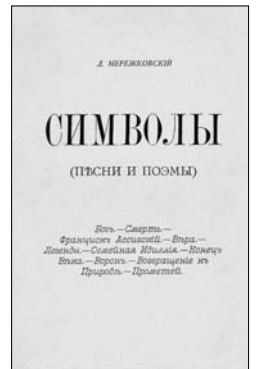 Д. МЕРЕЖКОВСКІЙ
СИМВОЛЫ
(ПѢСНИ И ПОЭМЫ)
Богъ.—Смерть.—
Францискъ Ассизскій.—Вѣра.—
Легенды.—Семейная Идиллія.—Конецъ
Вѣка.—Воронъ.—Возвращеніе къ
Природѣ.—Прометей.